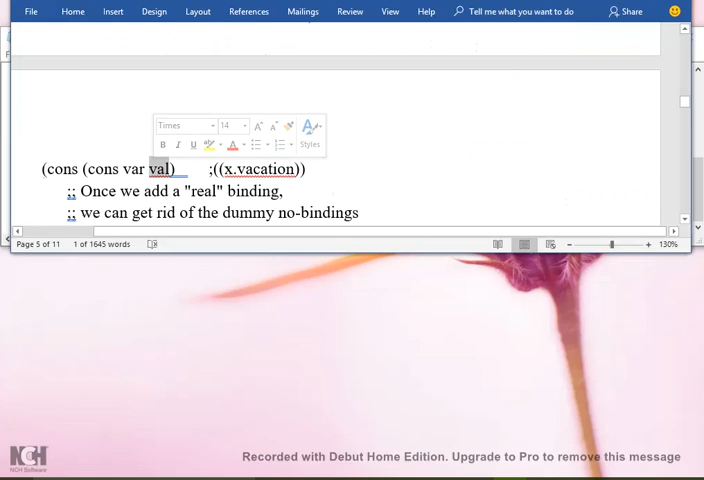 File Home Insert Design Layout References Mailings Review View Help Tell me what you want to do Share
Times 14
B I U A A Styles
(cons (cons var val) ;((x.vacation))
;; Once we add a "real" binding,
;; we can get rid of the dummy no-bindings
Page 5 of 11 1 of 1645 words 130%
NCH
NCH Software
Recorded with Debut Home Edition. Upgrade to Pro to remove this message